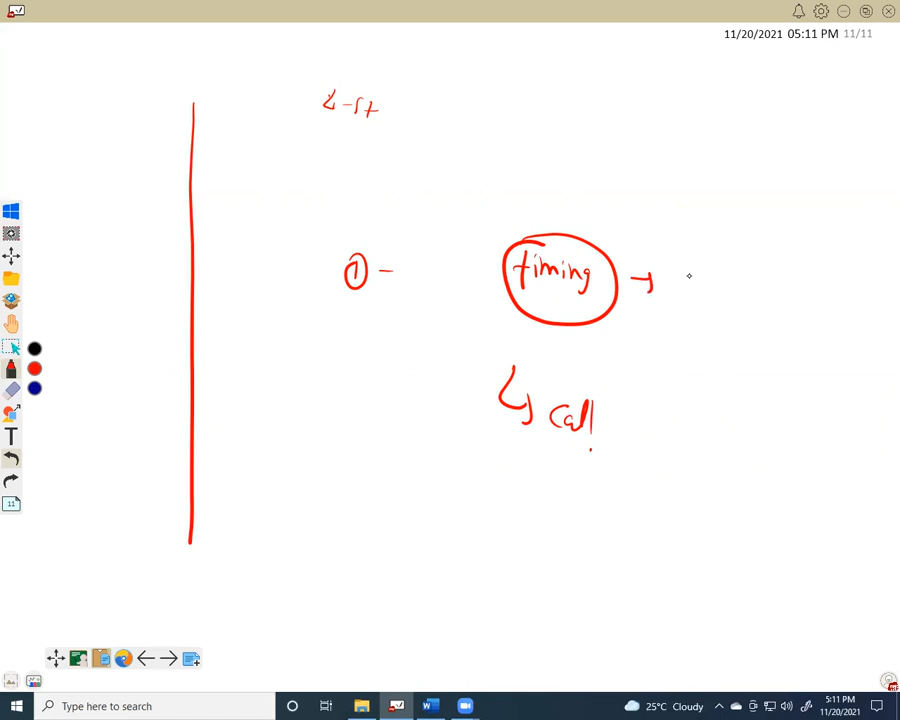 11/20/2021 05:11 PM 11/11
① - timing →
↳ call
T
11
Type here to search
25°C Cloudy
5:11 PM
11/20/2021